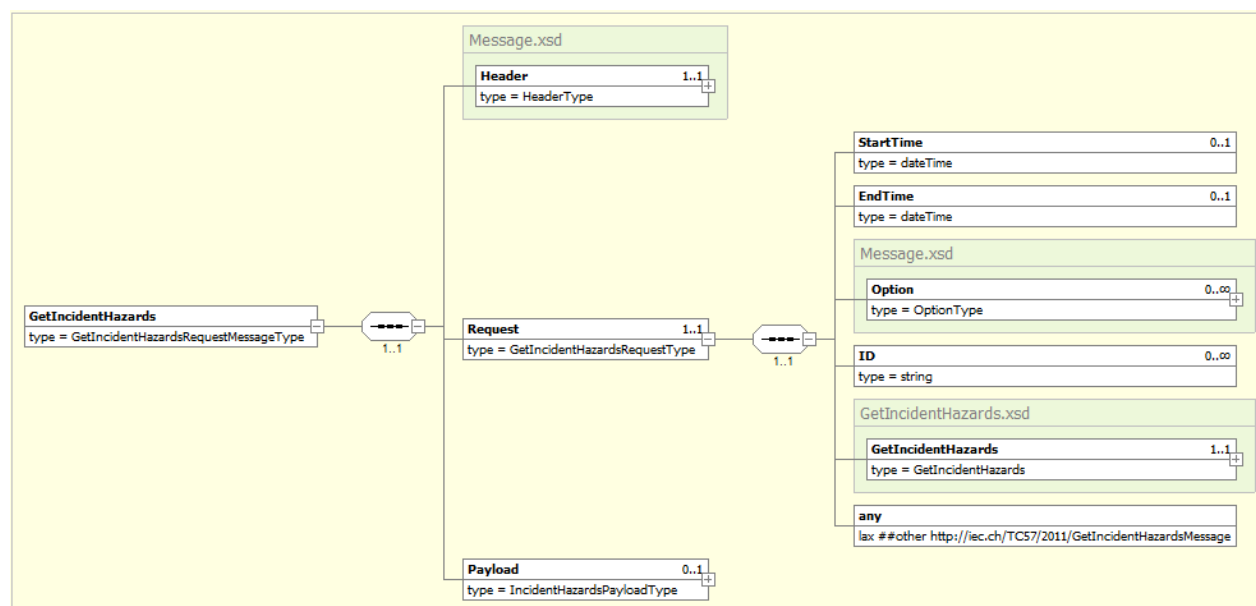 Message.xsd
Header 1..1
type = HeaderType
StartTime 0..1
type = dateTime
EndTime 0..1
type = dateTime
Message.xsd
Option 0..∞
type = OptionType
GetIncidentHazards
type = GetIncidentHazardsRequestMessageType
1..1
Request 1..1
type = GetIncidentHazardsRequestType
1..1
ID 0..∞
type = string
GetIncidentHazards.xsd
GetIncidentHazards 1..1
type = GetIncidentHazards
any
lax ##other http://iec.ch/TC57/2011/GetIncidentHazardsMessage
Payload 0..1
type = IncidentHazardsPayloadType